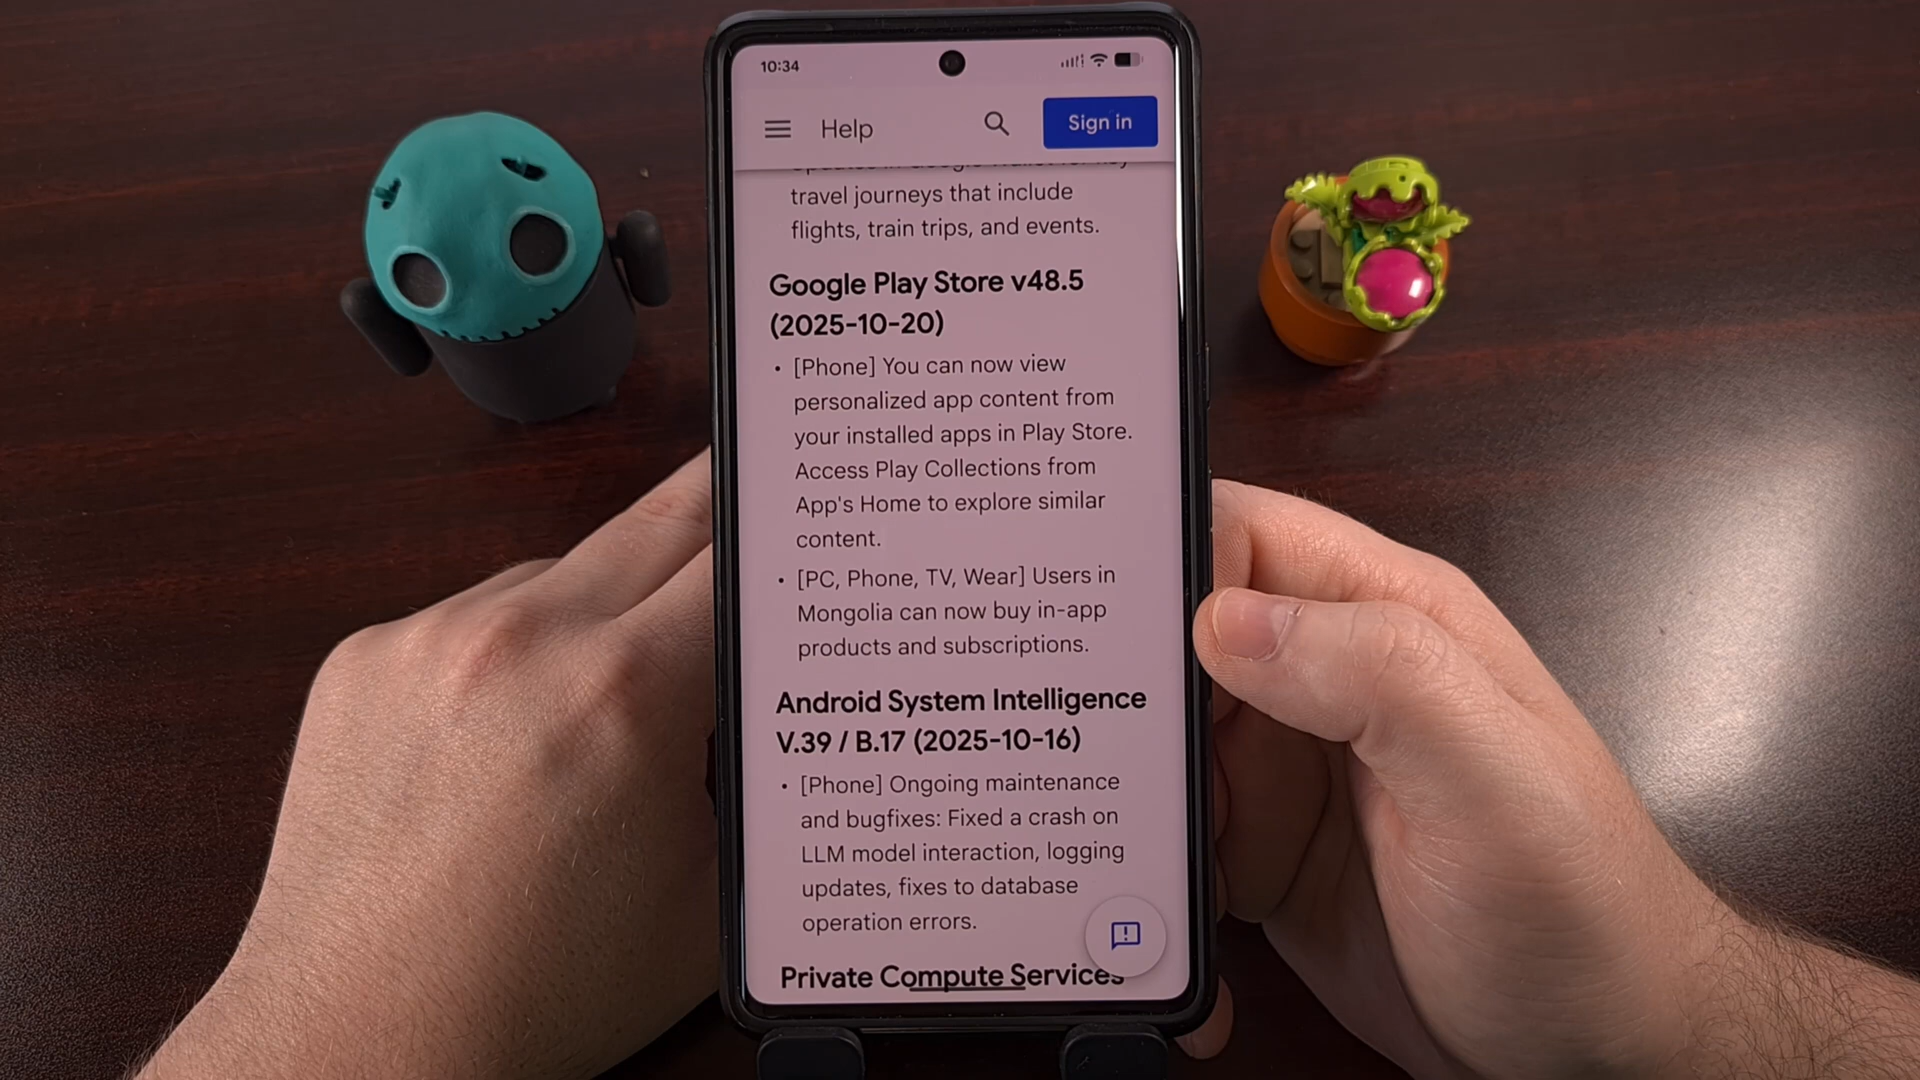 10:34
Help
Sign in
travel journeys that include
flights, train trips, and events.
Google Play Store v48.5
(2025-10-20)
• [Phone] You can now view
personalized app content from
your installed apps in Play Store.
Access Play Collections from
App's Home to explore similar
content.
• [PC, Phone, TV, Wear] Users in
Mongolia can now buy in-app
products and subscriptions.
Android System Intelligence
V.39 / B.17 (2025-10-16)
• [Phone] Ongoing maintenance
and bugfixes: Fixed a crash on
LLM model interaction, logging
updates, fixes to database
operation errors.
Private Compute Services